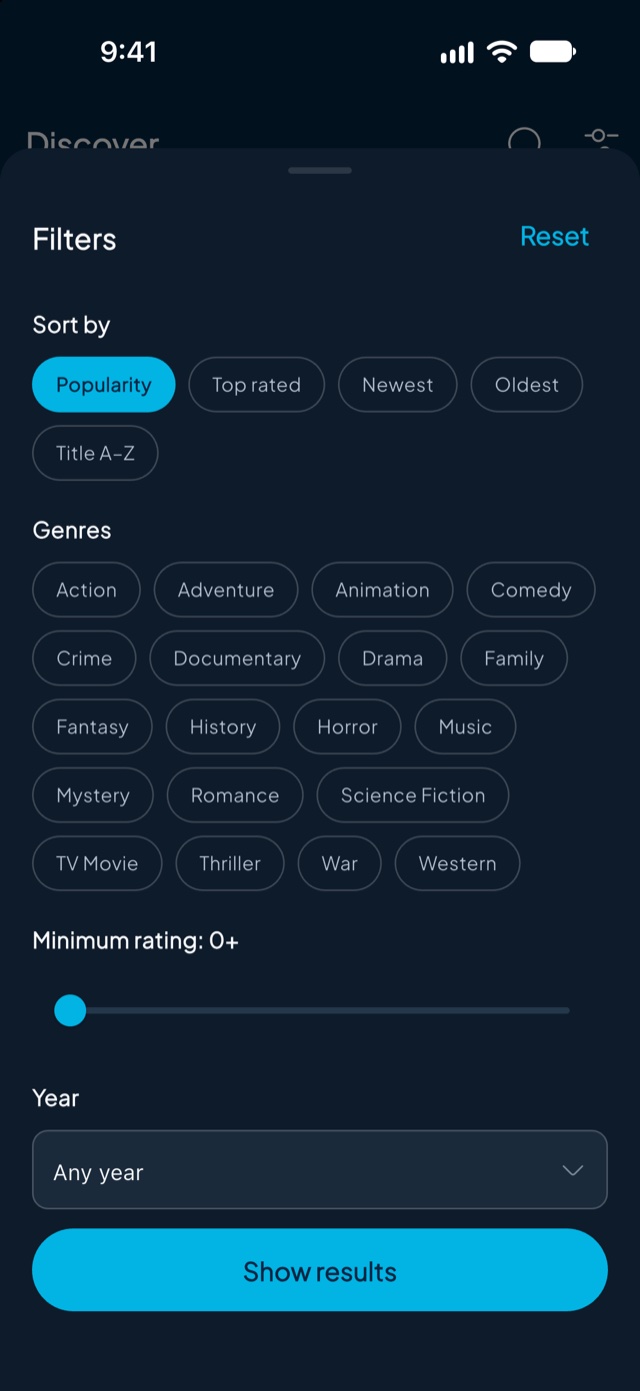 9:41
Discover
Filters
Reset
Sort by
Popularity Top rated Newest Oldest
Title A–Z
Genres
Action Adventure Animation Comedy
Crime Documentary Drama Family
Fantasy History Horror Music
Mystery Romance Science Fiction
TV Movie Thriller War Western
Minimum rating: 0+
Year
Any year
Show results